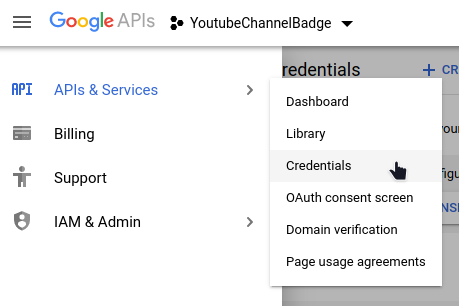 Google APIs YoutubeChannelBadge
API APIs & Services
Billing
Support
IAM & Admin
redentials
Dashboard
Library
Credentials
OAuth consent screen
Domain verification
Page usage agreements
+ CR